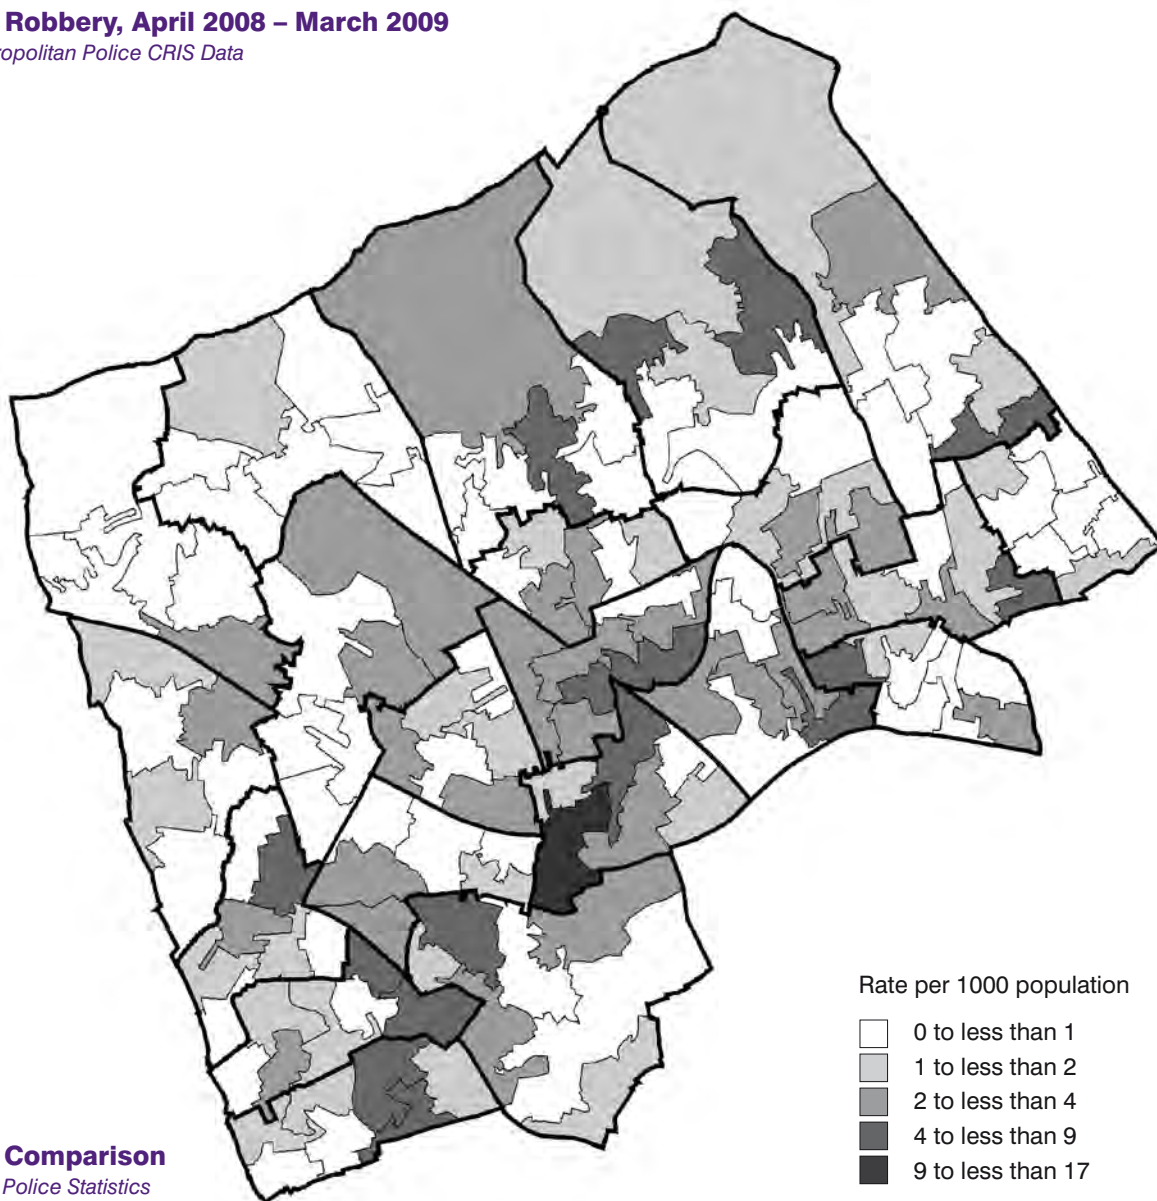 Robbery, April 2008 – March 2009
ropolitan Police CRIS Data
Rate per 1000 population
0 to less than 1
1 to less than 2
2 to less than 4
4 to less than 9
9 to less than 17
Comparison
Police Statistics